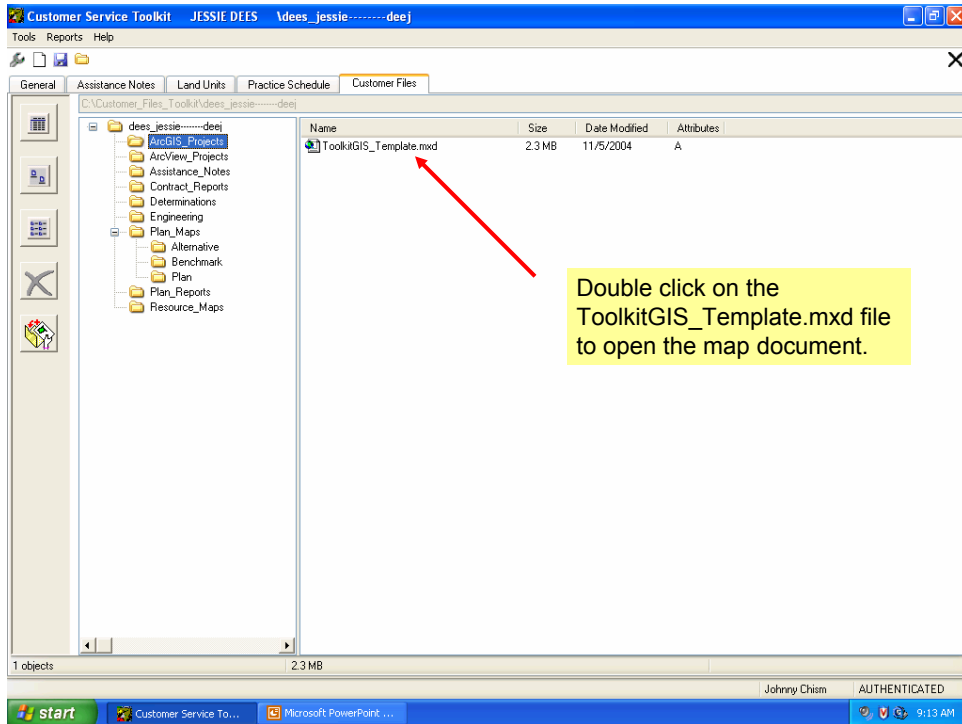 Customer Service Toolkit JESSIE DEES \dees_jessie--------deej
Tools Reports Help
General Assistance Notes Land Units Practice Schedule Customer Files
C:\Customer_Files_Toolkit\dees_jessie--------deej
dees_jessie--------deej
ArcGIS_Projects
ArcView_Projects
Assistance_Notes
Contract_Reports
Determinations
Engineering
Plan_Maps
Alternative
Benchmark
Plan
Plan_Reports
Resource_Maps
Name Size Date Modified Attributes
ToolkitGIS_Template.mxd 2.3 MB 11/5/2004 A
Double click on the
ToolkitGIS_Template.mxd file
to open the map document.
1 objects 2.3 MB
Johnny Chism AUTHENTICATED
start Customer Service To... Microsoft PowerPoint ... 9:13 AM